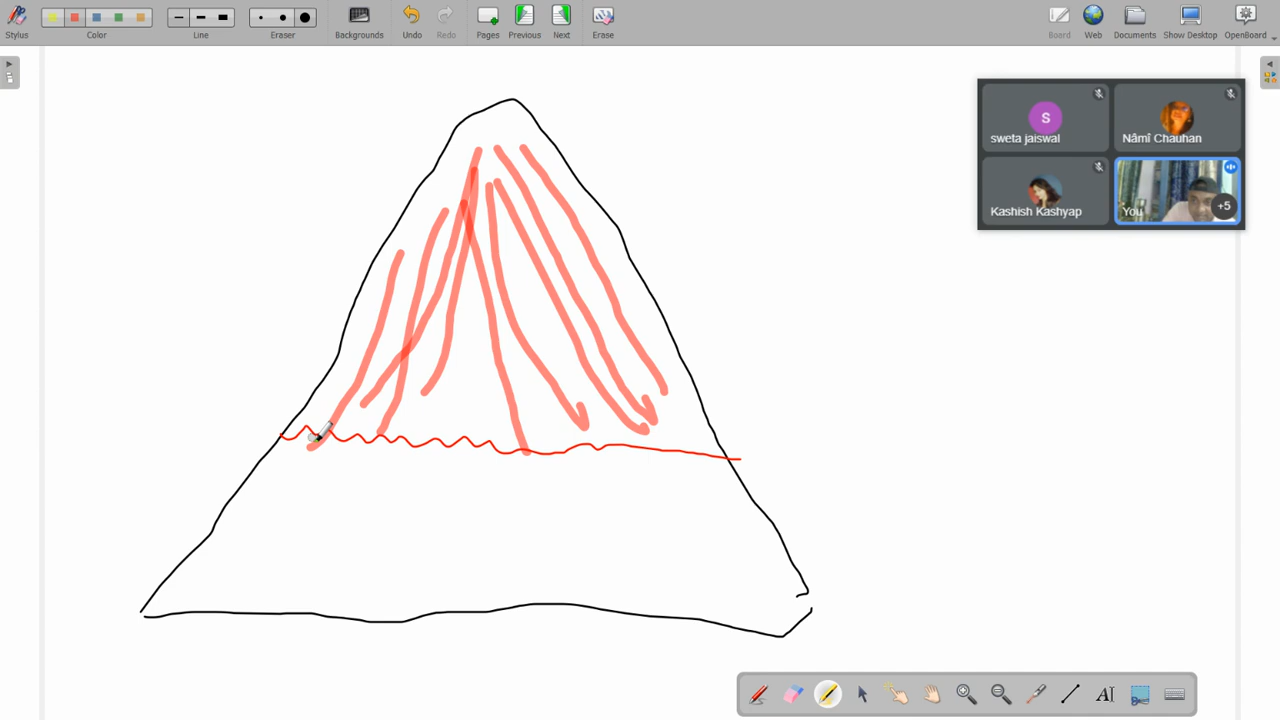 Stylus Color Line Eraser Backgrounds Undo Redo Pages Previous Next Erase Board Web Documents Show Desktop OpenBoard
S
sweta jaiswal Nâmî Chauhan
Kashish Kashyap You +5
AI